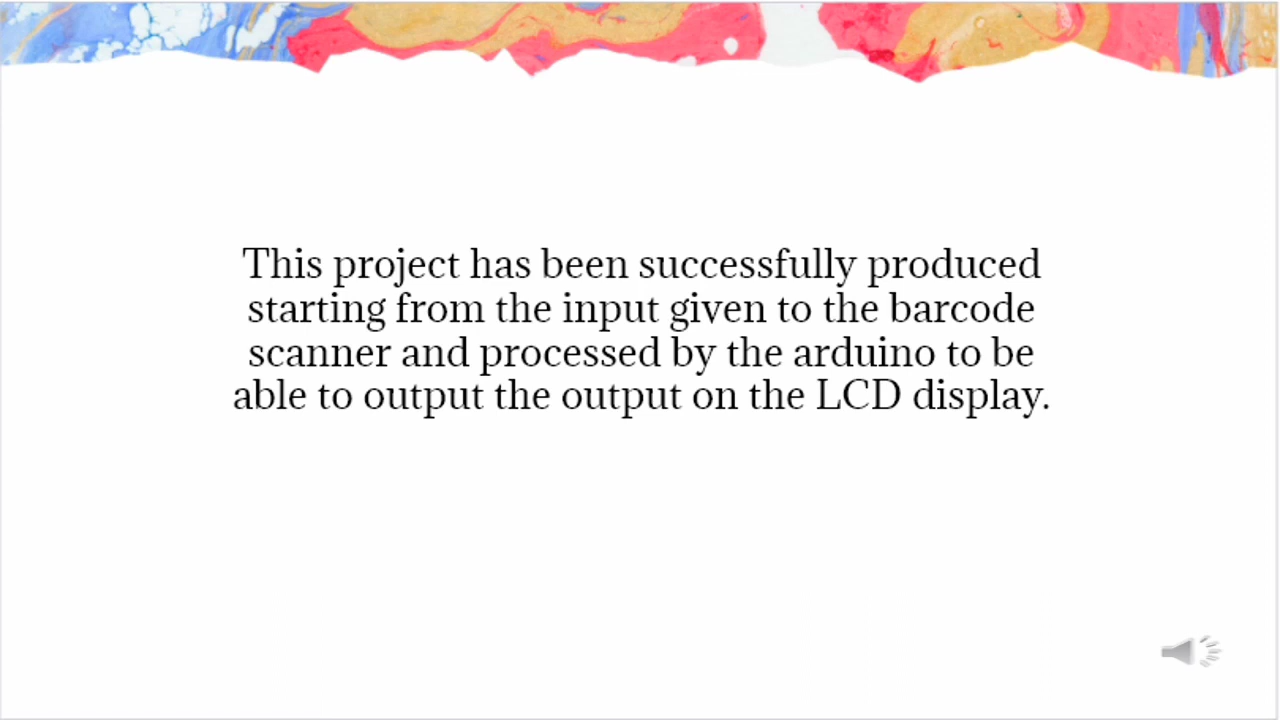 This project has been successfully produced
starting from the input given to the barcode
scanner and processed by the arduino to be
able to output the output on the LCD display.